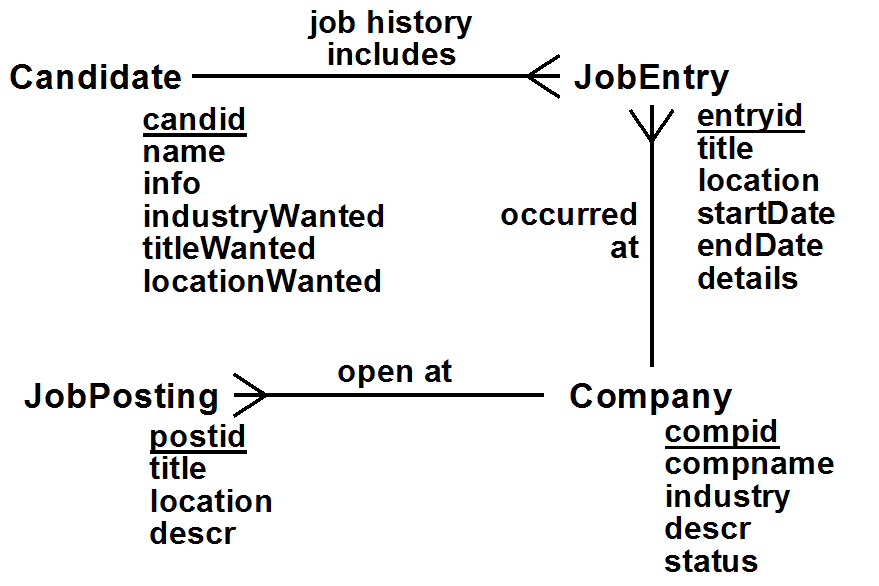 job history
includes
Candidate
JobEntry
candid
name
info
industryWanted
titleWanted
locationWanted
entryid
title
location
startDate
endDate
details
occurred
at
open at
JobPosting
Company
postid
title
location
descr
compid
compname
industry
descr
status